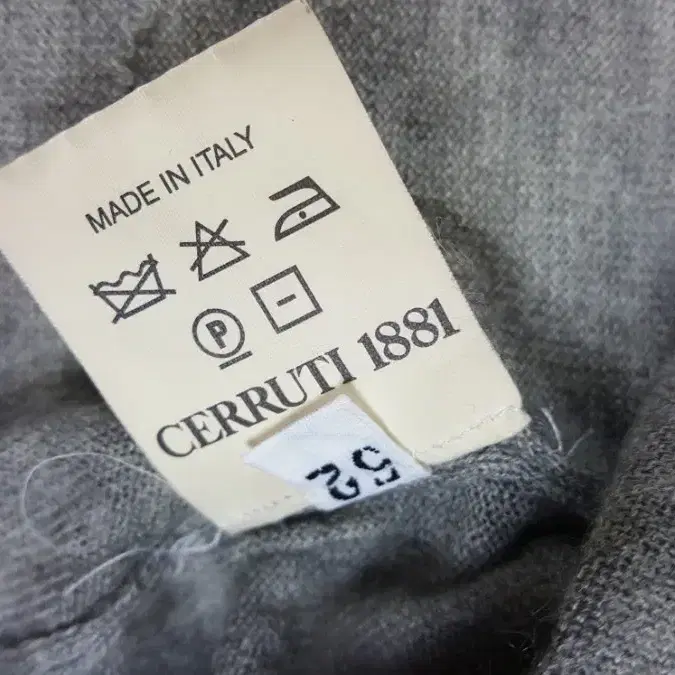 MADE IN ITALY
P
CERRUTI 1881
52